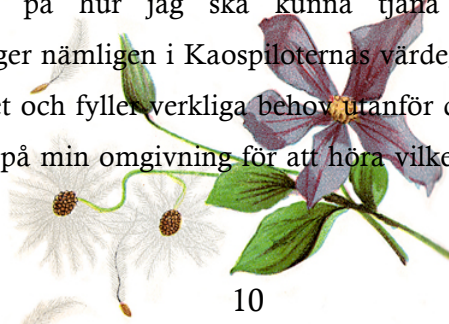 på hur jag ska kunna tjäna
ger nämligen i Kaospiloternas värde
et och fyller verkliga behov utanför
på min omgivning för att höra vilke
10